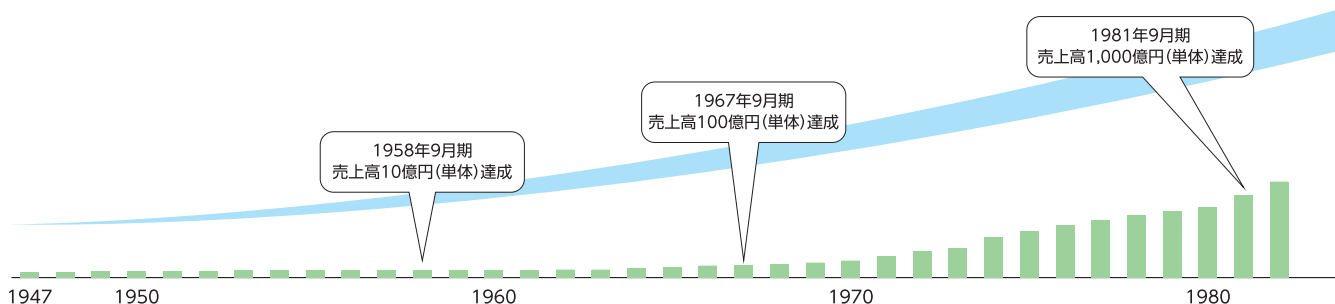 1981年9月期
売上高1,000億円(単体)達成
1967年9月期
売上高100億円(単体)達成
1958年9月期
売上高10億円(単体)達成
1947 1950 1960 1970 1980